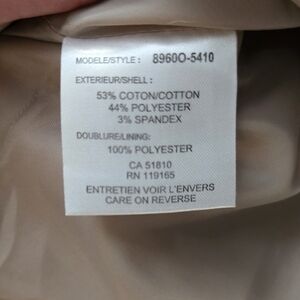 MODELE/STYLE : 8960O-5410
EXTERIEUR/SHELL :
53% COTON/COTTON
44% POLYESTER
3% SPANDEX
DOUBLURE/LINING:
100% POLYESTER
CA 51810
RN 119165
ENTRETIEN VOIR L'ENVERS
CARE ON REVERSE